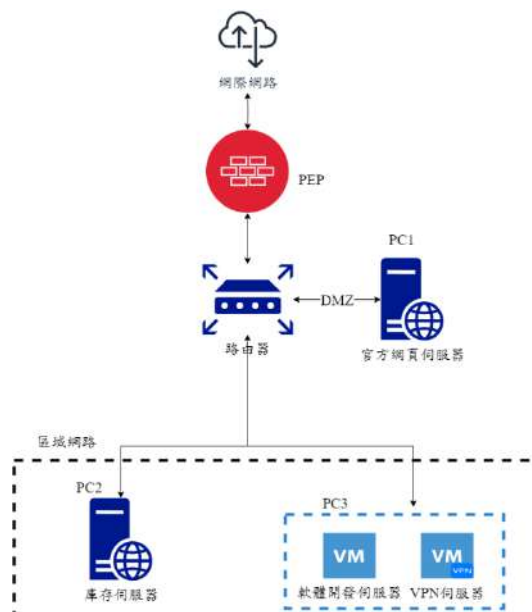 網際網路
PEP
PC1
DMZ
路由器
官方網頁伺服器
區域網路
PC2
PC3
VM
VM
VPN
庫存伺服器
軟體開發伺服器
VPN伺服器